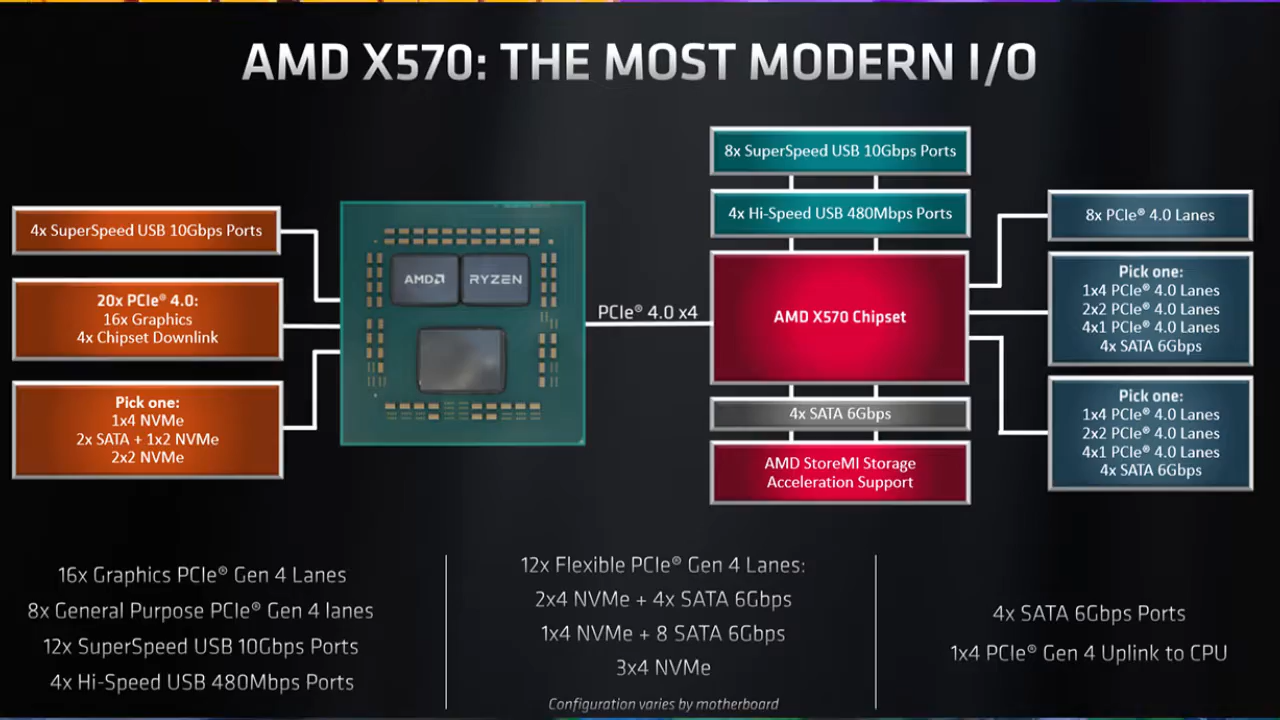 AMD X570: THE MOST MODERN I/O
4x SuperSpeed USB 10Gbps Ports
20x PCIe® 4.0:
16x Graphics
4x Chipset Downlink
Pick one:
1x4 NVMe
2x SATA + 1x2 NVMe
2x2 NVMe
AMD RYZEN
PCIe® 4.0 x4
8x SuperSpeed USB 10Gbps Ports
4x Hi-Speed USB 480Mbps Ports
AMD X570 Chipset
4x SATA 6Gbps
AMD StoreMI Storage
Acceleration Support
8x PCIe® 4.0 Lanes
Pick one:
1x4 PCIe® 4.0 Lanes
2x2 PCIe® 4.0 Lanes
4x1 PCIe® 4.0 Lanes
4x SATA 6Gbps
Pick one:
1x4 PCIe® 4.0 Lanes
2x2 PCIe® 4.0 Lanes
4x1 PCIe® 4.0 Lanes
4x SATA 6Gbps
16x Graphics PCIe® Gen 4 Lanes
8x General Purpose PCIe® Gen 4 lanes
12x SuperSpeed USB 10Gbps Ports
4x Hi-Speed USB 480Mbps Ports
12x Flexible PCIe® Gen 4 Lanes:
2x4 NVMe + 4x SATA 6Gbps
1x4 NVMe + 8 SATA 6Gbps
3x4 NVMe
Configuration varies by motherboard
4x SATA 6Gbps Ports
1x4 PCIe® Gen 4 Uplink to CPU